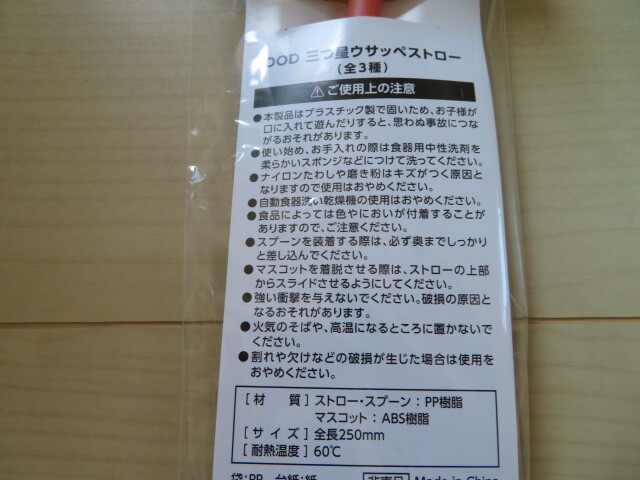 DOD 三つ星ウサッペストロー
(全3種)
⚠ご使用上の注意
●本製品はプラスチック製で固いため、お子様が
口に入れて遊んだりすると、思わぬ事故につな
がるおそれがあります。
●使い始め、お手入れの際は食器用中性洗剤を
柔らかいスポンジなどにつけて洗ってください。
●ナイロンたわしや磨き粉はキズがつく原因と
なりますので使用はおやめください。
●自動食器洗い乾燥機の使用はおやめください。
●食品によっては色やにおいが付着することが
ありますので、ご注意ください。
●スプーンを装着する際は、必ず奥までしっかり
と差し込んでください。
●マスコットを着脱させる際は、ストローの上部
からスライドさせるようにしてください。
●強い衝撃を与えないでください。破損の原因と
なるおそれがあります。
●火気のそばや、高温になるところに置かないで
ください。
●割れや欠けなどの破損が生じた場合は使用を
おやめください。
[材　質] ストロー・スプーン：PP樹脂
マスコット：ABS樹脂
[サイズ] 全長250mm
[耐熱温度] 60℃
袋:PP　台紙:紙　非売品 Made in China